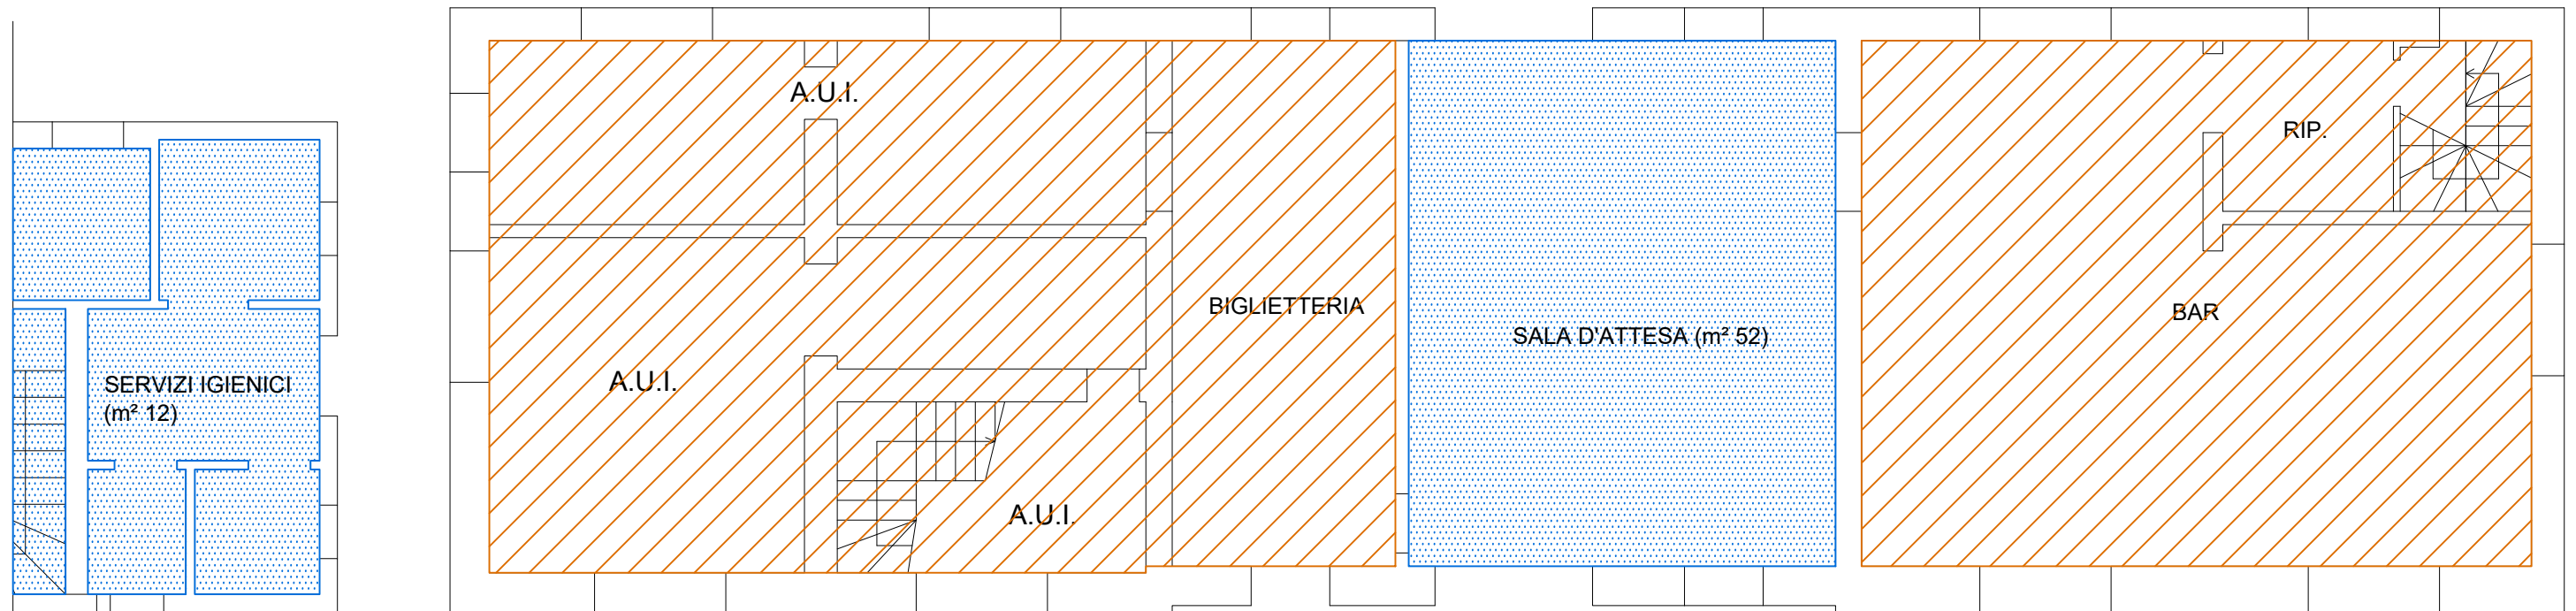 A.U.I.
RIP.
BIGLIETTERIA
BAR
SALA D'ATTESA (m² 52)
A.U.I.
SERVIZI IGIENICI
(m² 12)
A.U.I.